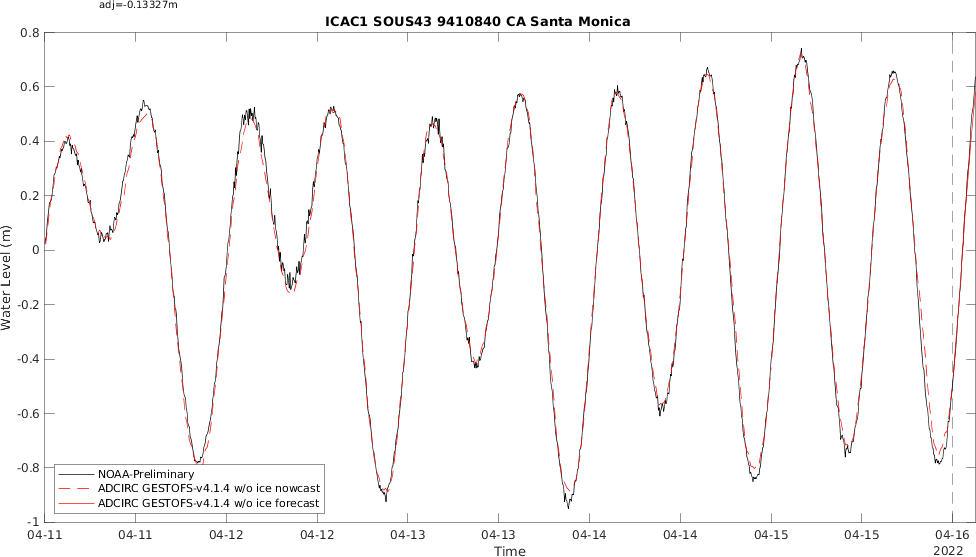 adj=-0.13327m
ICAC1 SOUS43 9410840 CA Santa Monica
0.8
0.6
0.4
0.2
0
-0.2
-0.4
-0.6
-0.8
-1
Water Level (m)
NOAA-Preliminary
ADCIRC GESTOFS-v4.1.4 w/o ice nowcast
ADCIRC GESTOFS-v4.1.4 w/o ice forecast
04-11 04-11 04-12 04-12 04-13 04-13 04-14 04-14 04-15 04-15 04-16
2022
Time